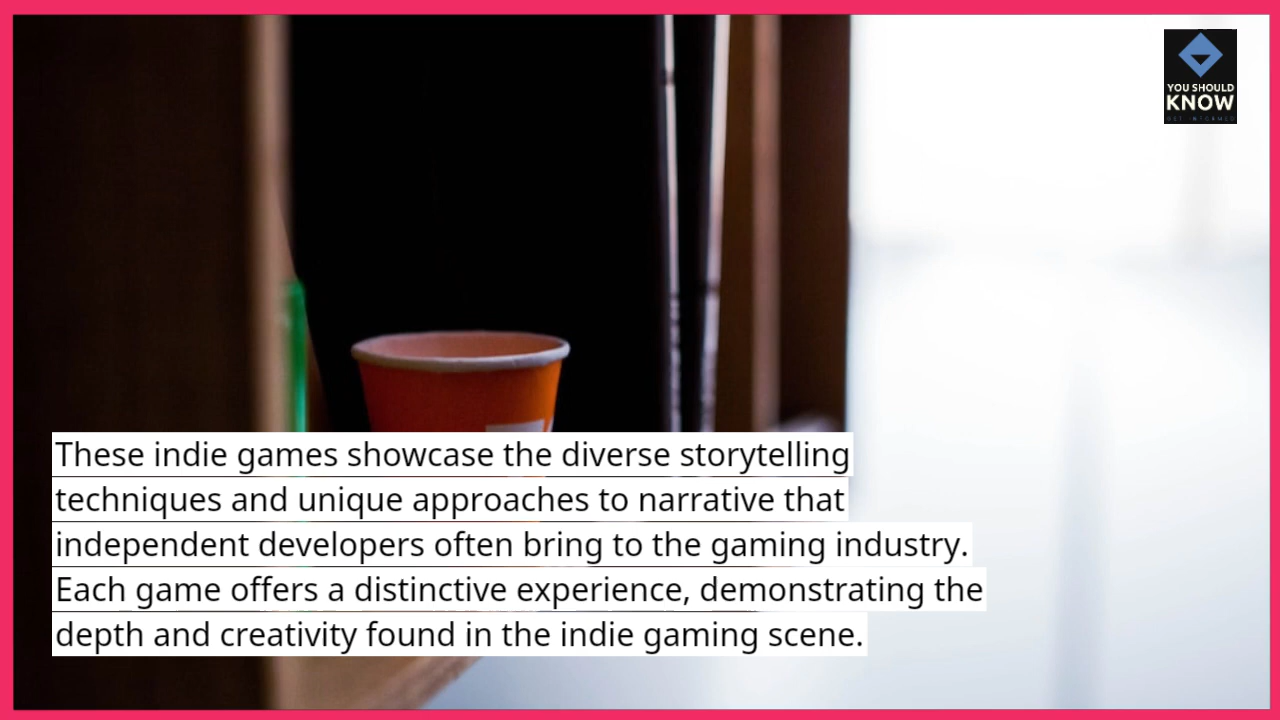 YOU SHOULD
KNOW
GET INFORMED
These indie games showcase the diverse storytelling
techniques and unique approaches to narrative that
independent developers often bring to the gaming industry.
Each game offers a distinctive experience, demonstrating the
depth and creativity found in the indie gaming scene.